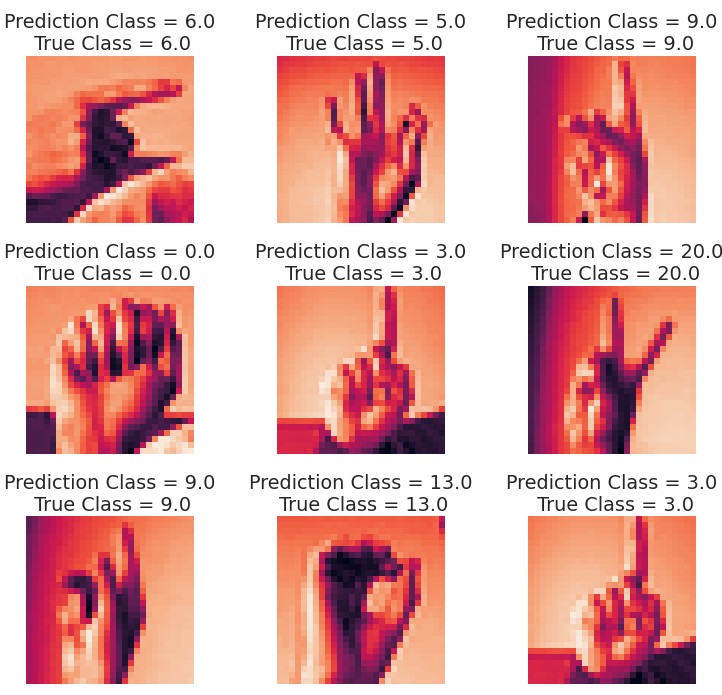 Prediction Class = 6.0
True Class = 6.0
Prediction Class = 5.0
True Class = 5.0
Prediction Class = 9.0
True Class = 9.0
Prediction Class = 0.0
True Class = 0.0
Prediction Class = 3.0
True Class = 3.0
Prediction Class = 20.0
True Class = 20.0
Prediction Class = 9.0
True Class = 9.0
Prediction Class = 13.0
True Class = 13.0
Prediction Class = 3.0
True Class = 3.0